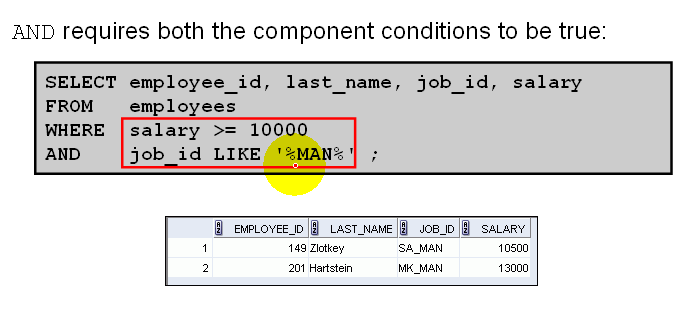 AND requires both the component conditions to be true:
SELECT employee_id, last_name, job_id, salary
FROM employees
WHERE salary >= 10000
AND job_id LIKE '%MAN%' ;
EMPLOYEE_ID LAST_NAME JOB_ID SALARY
1 149 Zlotkey SA_MAN 10500
2 201 Hartstein MK_MAN 13000